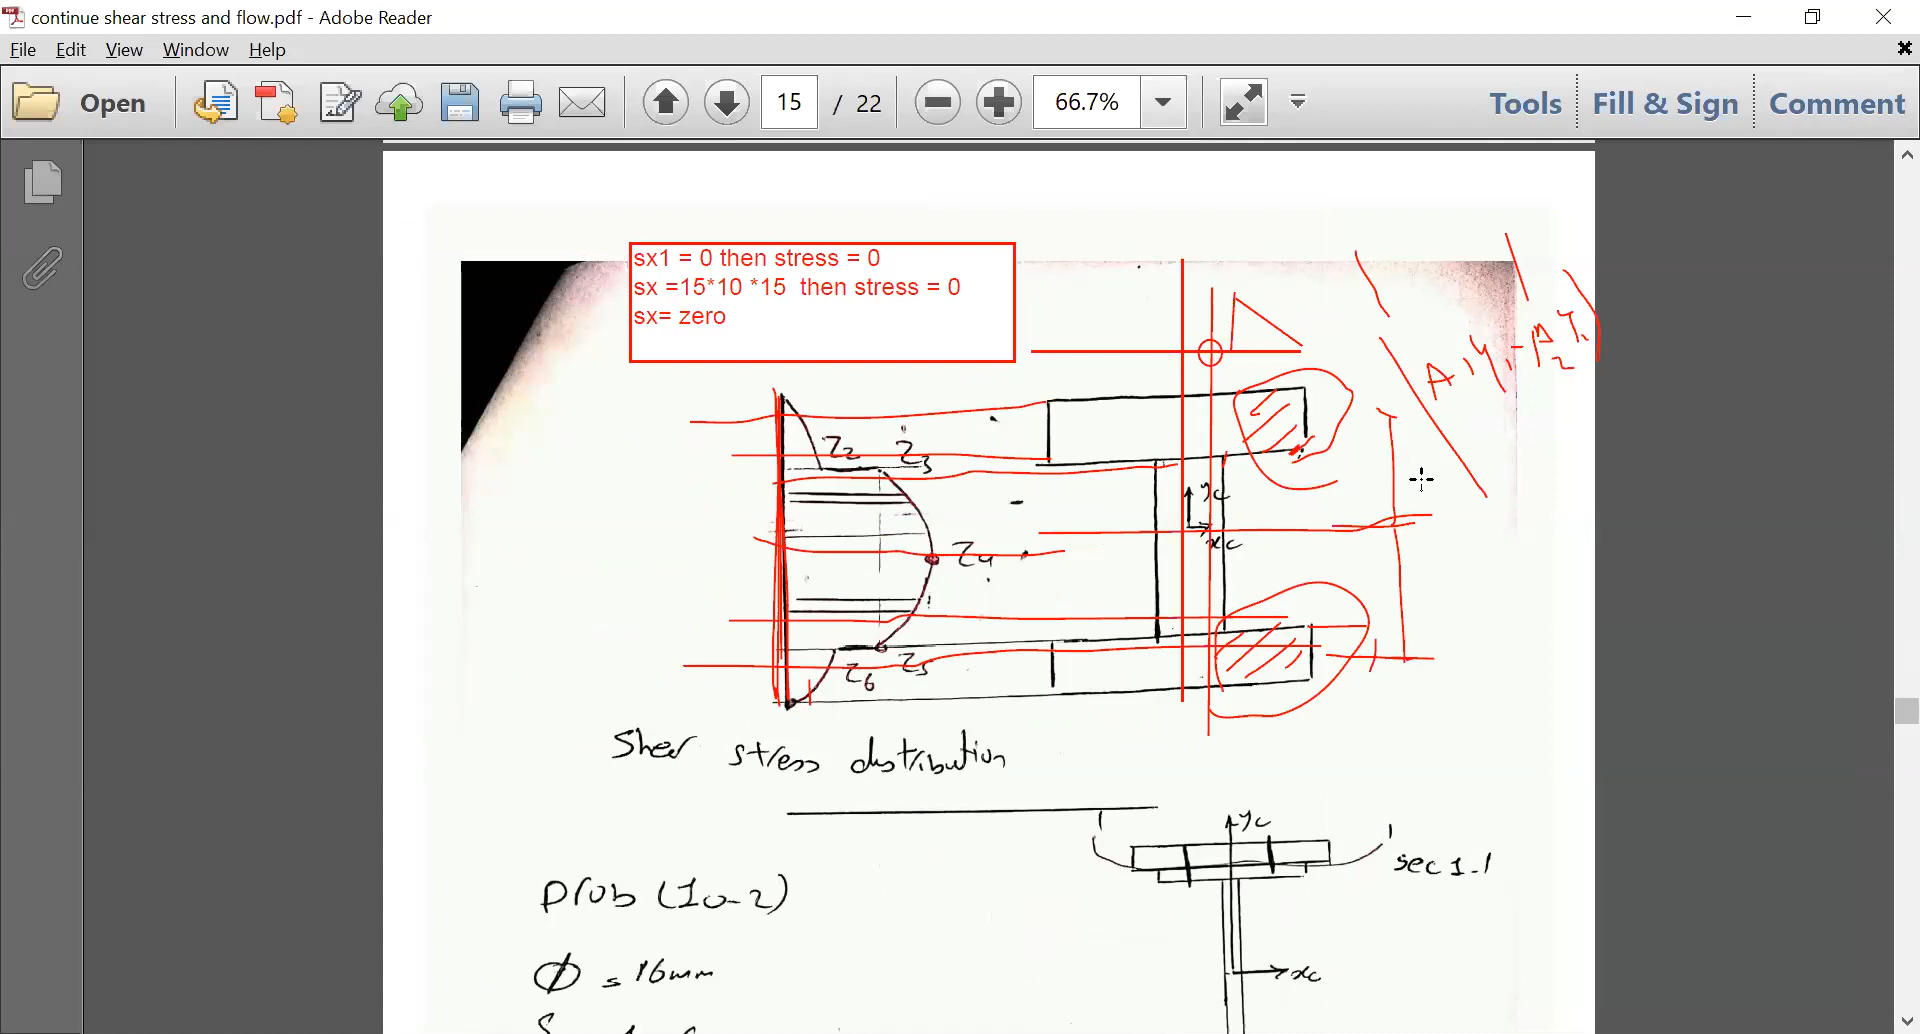 continue shear stress and flow.pdf - Adobe Reader
File Edit View Window Help
Open 15 / 22 66.7% Tools Fill & Sign Comment
sx1 = 0 then stress = 0
sx =15*10 *15 then stress = 0
sx= zero
A1Y1-A2Y2
Z2 Z3
yc
xc
Z4
Z6 Z5
Shear stress distribution
yc
sec 1-1
Prob (10-2)
xc
Φ = 16mm